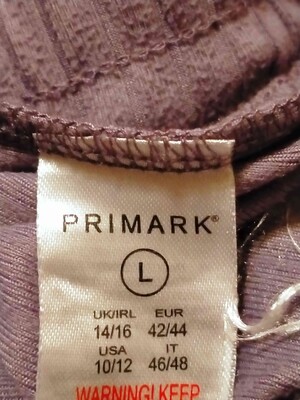 PRIMARK®
L
UK/IRL EUR
14/16 42/44
USA IT
10/12 46/48
WARNING! KEEP